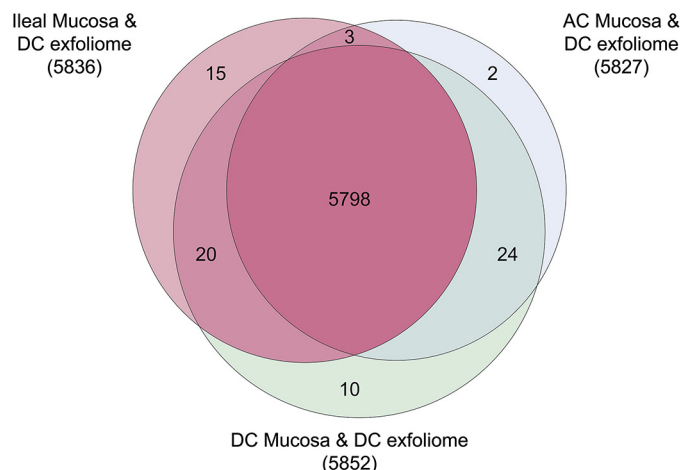 Ileal Mucosa &
DC exfoliome
(5836)
AC Mucosa &
DC exfoliome
(5827)
3
15
2
5798
20
24
10
DC Mucosa & DC exfoliome
(5852)